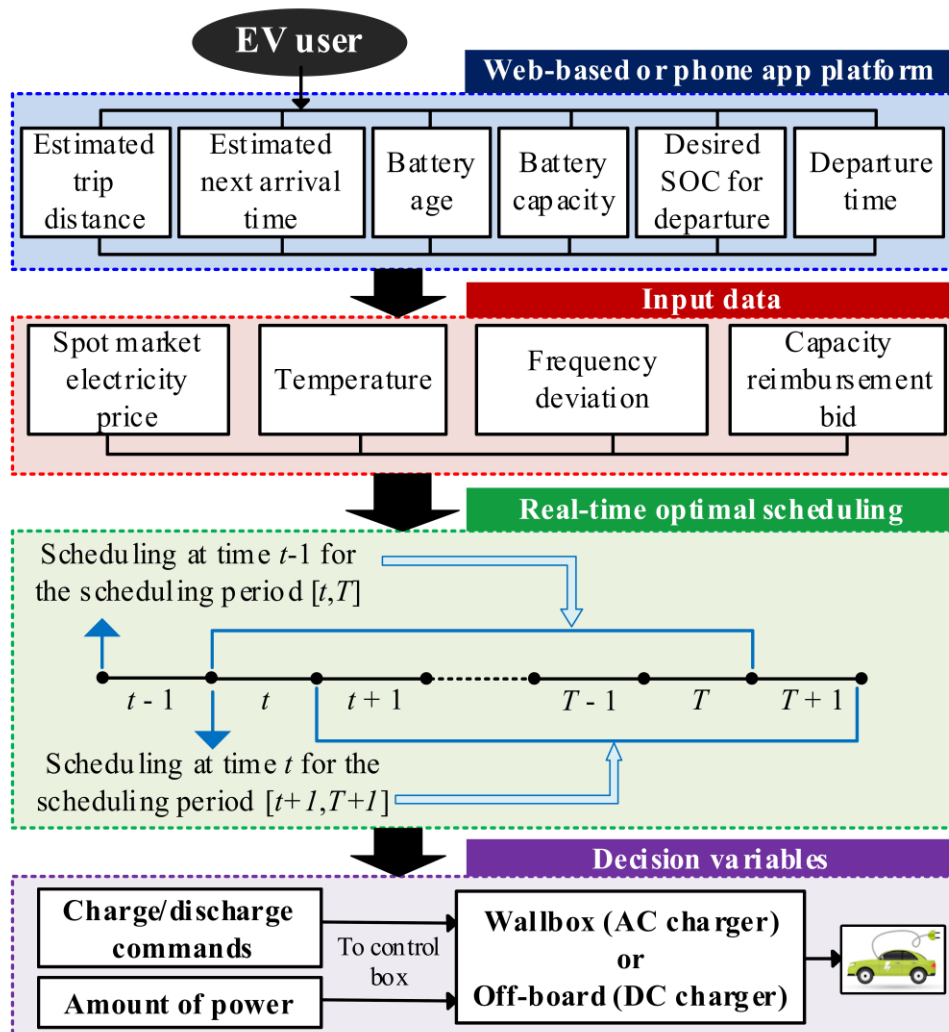 EV user
Web-based or phone app platform
Estimated
trip
distance
Estimated
next arrival
time
Battery
age
Battery
capacity
Desired
SOC for
departure
Departure
time
Input data
Spot market
electricity
price
Temperature
Frequency
deviation
Capacity
reimbursement
bid
Real-time optimal scheduling
Scheduling at time t-1 for
the scheduling period [t,T]
t - 1
t
t + 1
T - 1
T
T + 1
Scheduling at time t for the
scheduling period [t+1,T+1]
Decision variables
Charge/discharge
commands
Amount of power
To control
box
Wallbox (AC charger)
or
Off-board (DC charger)